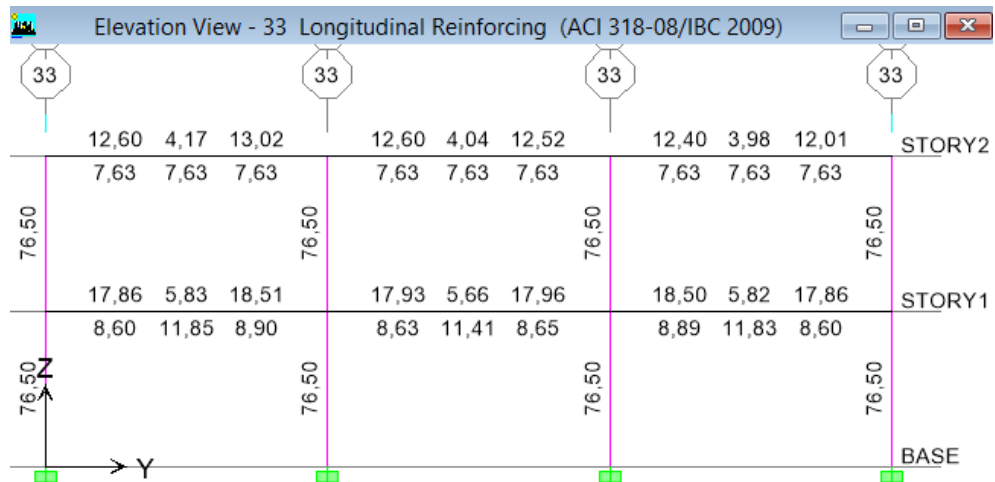 Elevation View - 33 Longitudinal Reinforcing (ACI 318-08/IBC 2009)
33 33 33 33
12,60 4,17 13,02 12,60 4,04 12,52 12,40 3,98 12,01 STORY2
7,63 7,63 7,63 7,63 7,63 7,63 7,63 7,63 7,63
76,50 76,50 76,50 76,50
17,86 5,83 18,51 17,93 5,66 17,96 18,50 5,82 17,86 STORY1
8,60 11,85 8,90 8,63 11,41 8,65 8,89 11,83 8,60
76,50 76,50 76,50 76,50
Z
Y
BASE